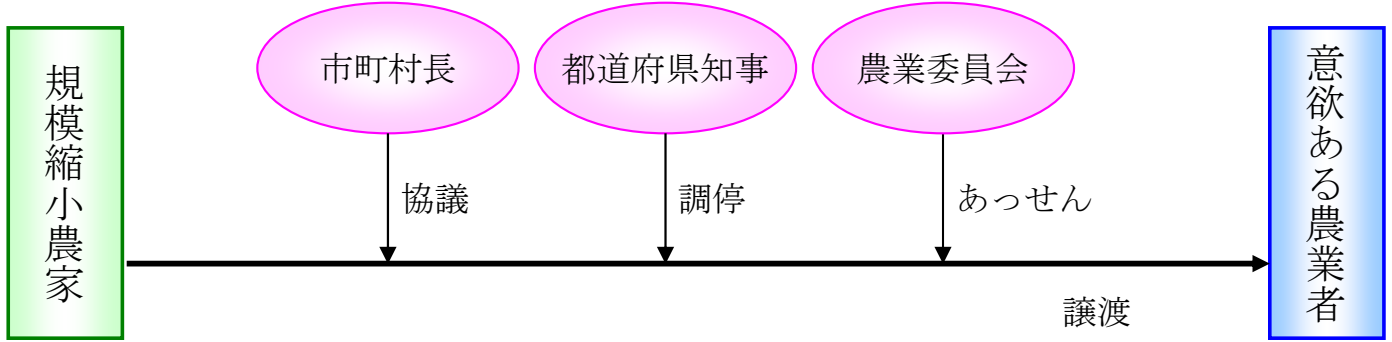 規模縮小農家
市町村長
都道府県知事
農業委員会
協議
調停
あっせん
譲渡
意欲ある農業者